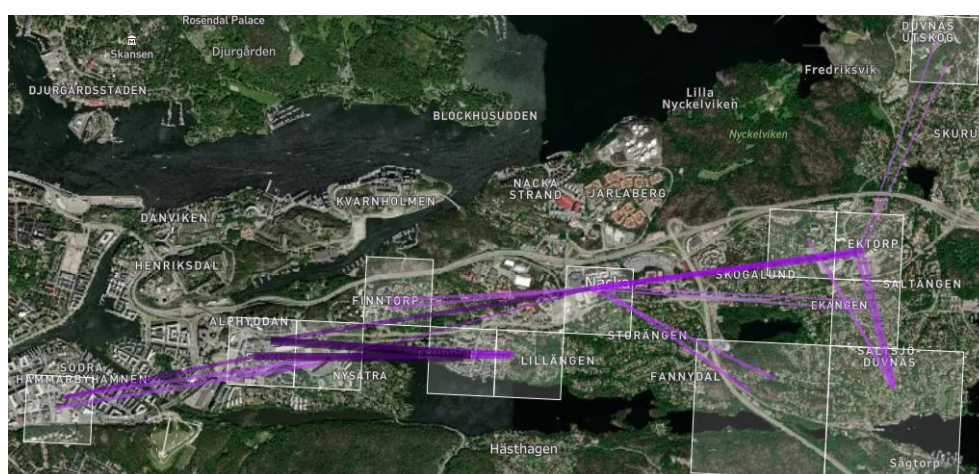 Rosendal Palace
Skansen
Djurgården
DJURGÅRDSSTADEN
BLOCKHUSUDDEN
DUVNÄS
UTSKOG
Fredriksvik
Lilla
Nyckelviken
Nyckelviken
SKURU
NACKA
STRAND
JARLABERG
KVARNHOLMEN
DANVIKEN
HENRIKSDAL
EKTORP
SKOGALUND
Nacka
SALTÄNGEN
EKÄNGEN
FINNTORP
ALPHYDDAN
STORÄNGEN
SALTSJÖ-
DUVNÄS
LILLÄNGEN
FANNYDAL
SÖDRA
HAMMARBYHAMNEN
NYSÄTRA
Hästhagen
Sågtorp